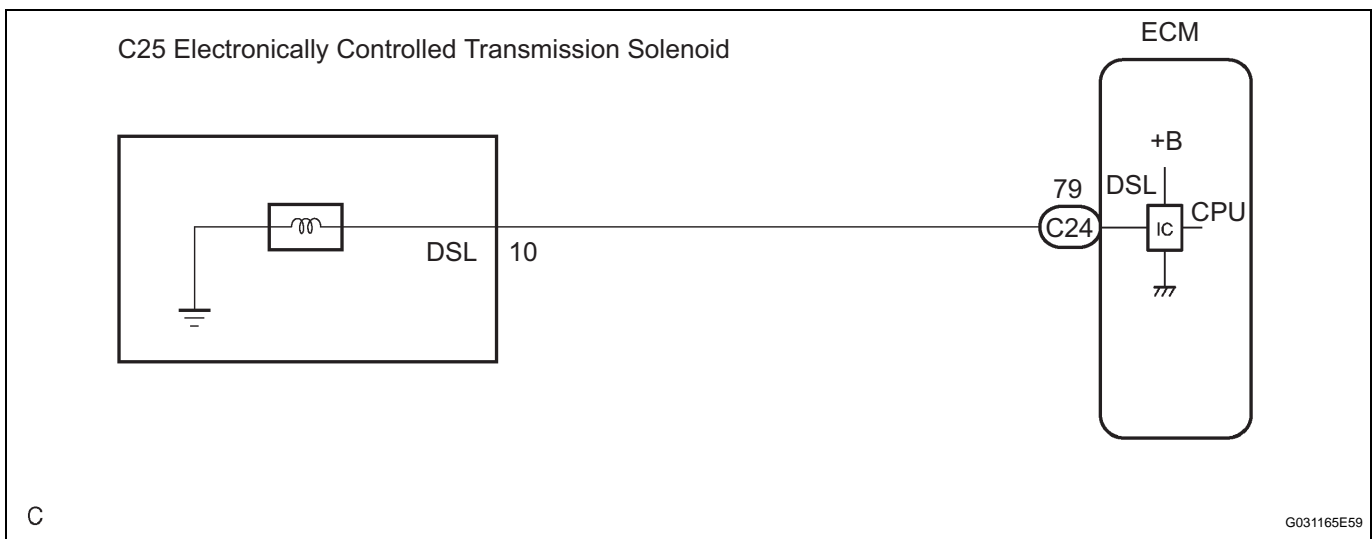 C25 Electronically Controlled Transmission Solenoid
ECM
+B
79 DSL
CPU
C24
IC
DSL 10
C
G031165E59